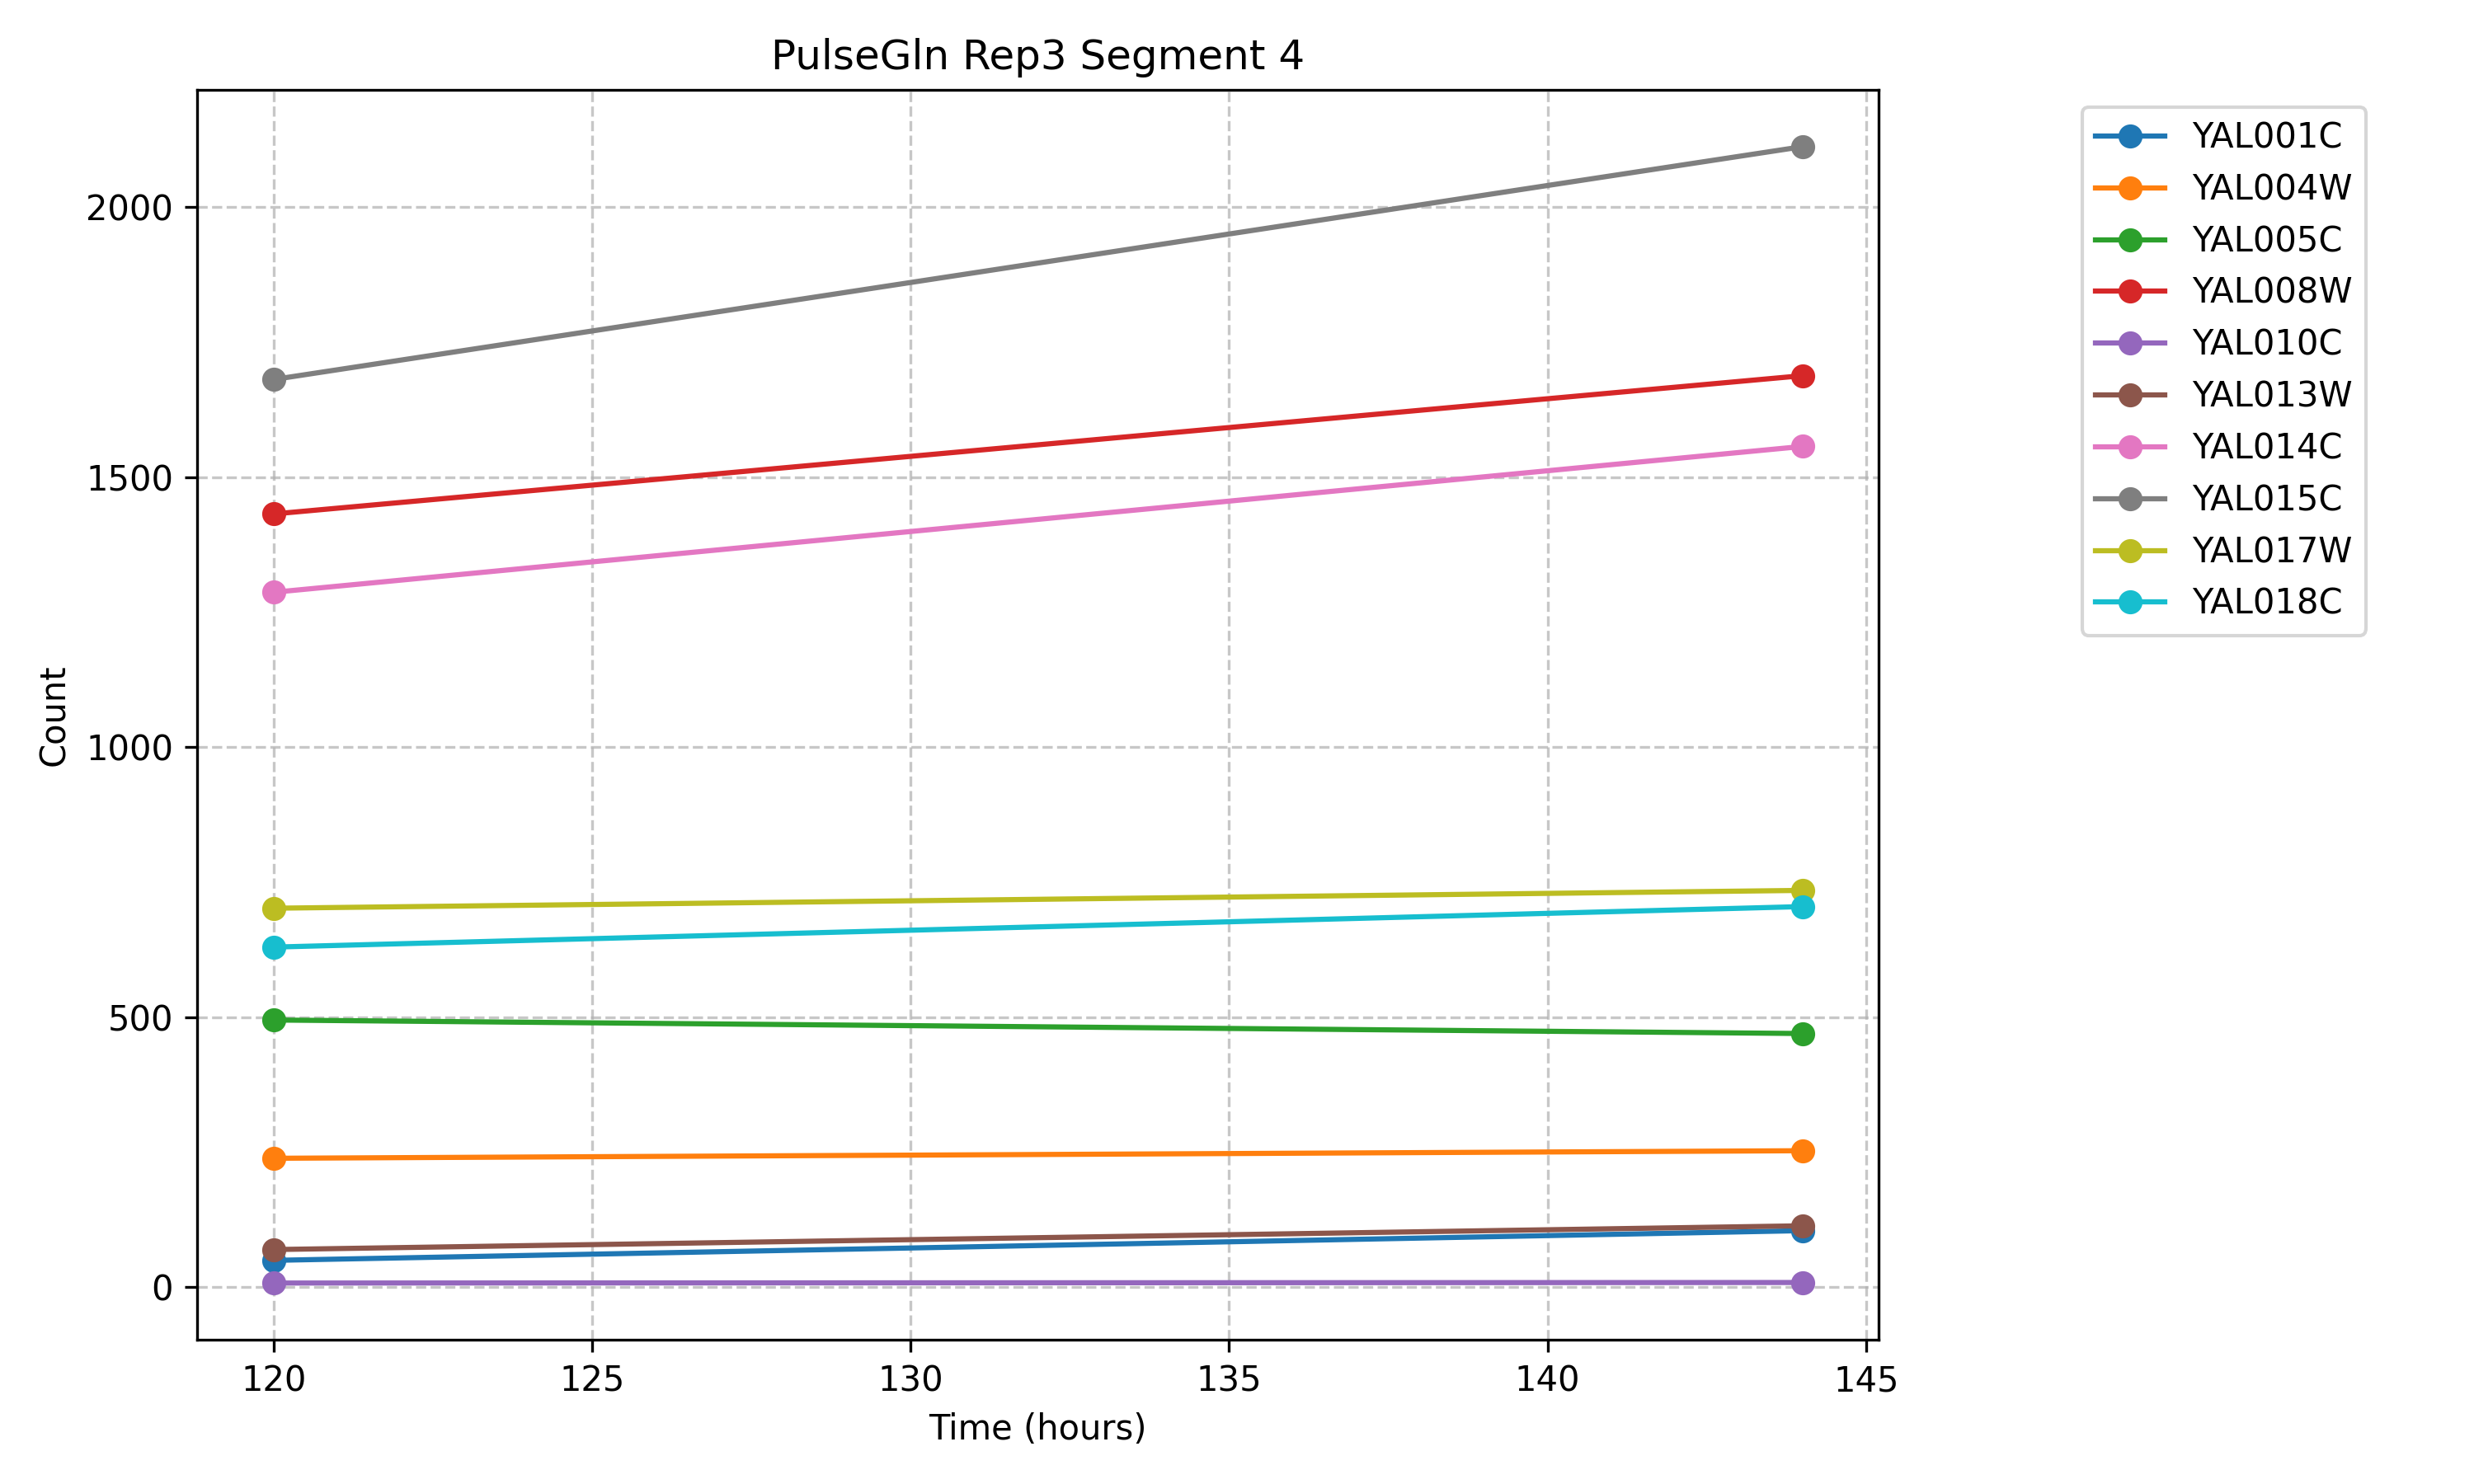 PulseGln Rep3 Segment 4
Count
2000
1500
1000
500
0
120 125 130 135 140 145
Time (hours)
YAL001C
YAL004W
YAL005C
YAL008W
YAL010C
YAL013W
YAL014C
YAL015C
YAL017W
YAL018C